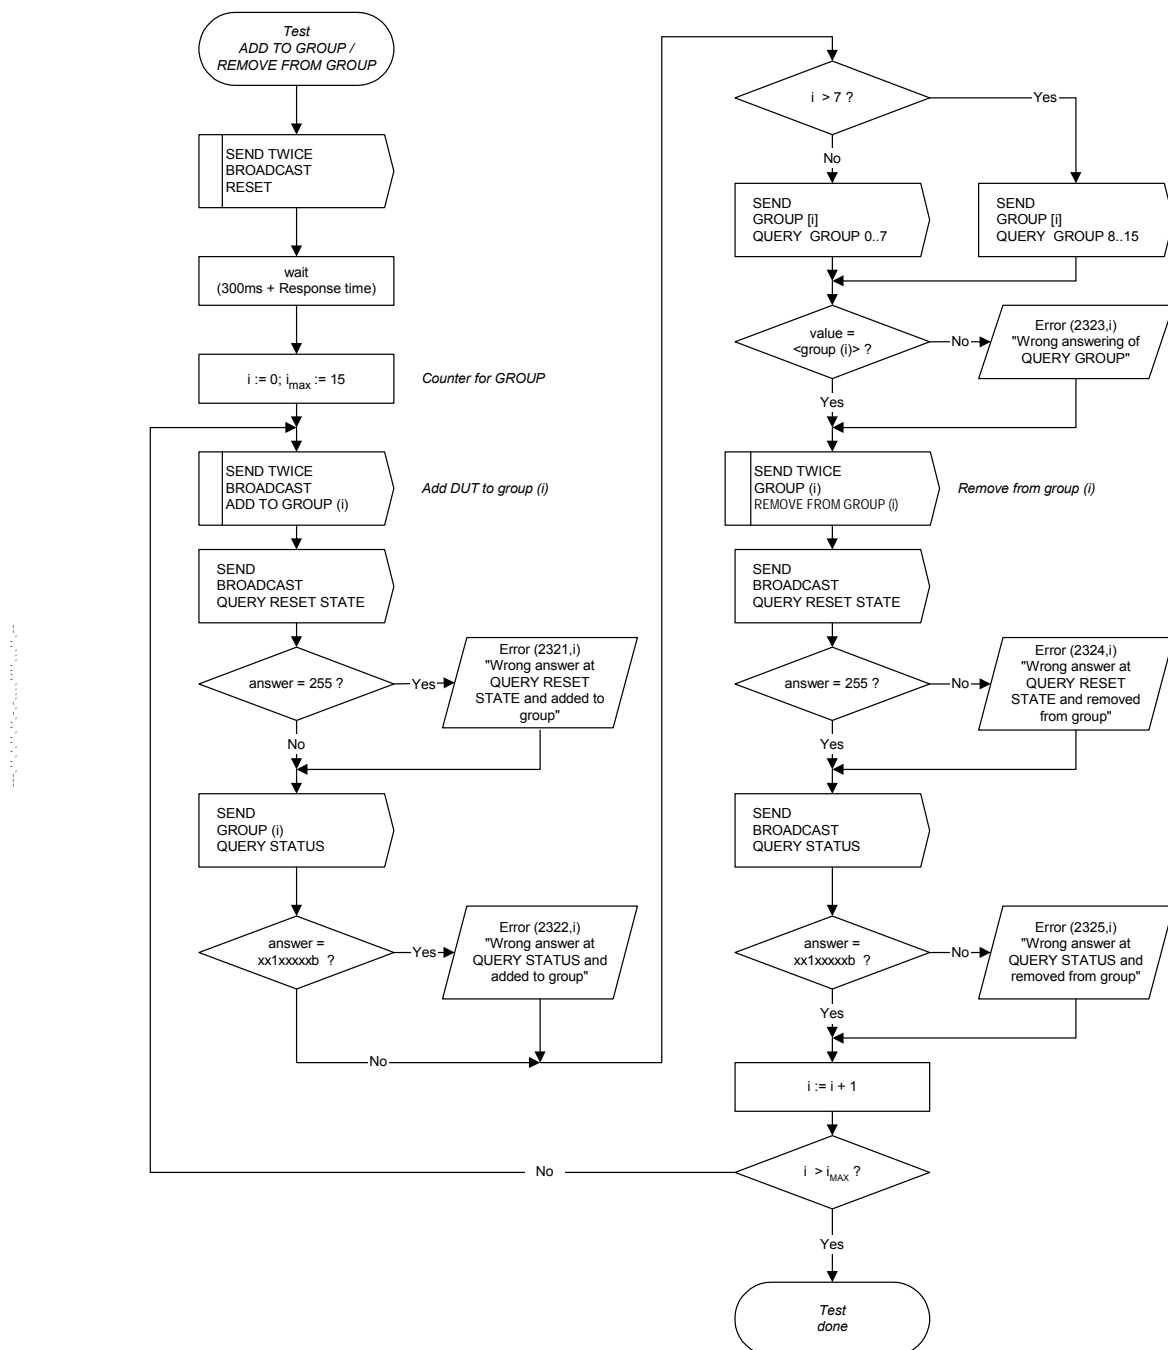 Test
ADD TO GROUP /
REMOVE FROM GROUP
SEND TWICE
BROADCAST
RESET
wait
(300ms + Response time)
i := 0; imax := 15
Counter for GROUP
SEND TWICE
BROADCAST
ADD TO GROUP (i)
Add DUT to group (i)
SEND
BROADCAST
QUERY RESET STATE
answer = 255 ?
Yes
Error (2321,i)
"Wrong answer at
QUERY RESET
STATE and added to
group"
No
SEND
GROUP (i)
QUERY STATUS
answer =
xx1xxxxxb ?
Yes
Error (2322,i)
"Wrong answer at
QUERY STATUS and
added to group"
No
i > 7 ?
Yes
No
SEND
GROUP [i]
QUERY GROUP 0..7
SEND
GROUP [i]
QUERY GROUP 8..15
value =
<group (i)> ?
No
Error (2323,i)
"Wrong answering of
QUERY GROUP"
Yes
SEND TWICE
GROUP (i)
REMOVE FROM GROUP (i)
Remove from group (i)
SEND
BROADCAST
QUERY RESET STATE
answer = 255 ?
No
Error (2324,i)
"Wrong answer at
QUERY RESET
STATE and removed
from group"
Yes
SEND
BROADCAST
QUERY STATUS
answer =
xx1xxxxxb ?
No
Error (2325,i)
"Wrong answer at
QUERY STATUS and
removed from group"
Yes
i := i + 1
i > iMAX ?
No
Yes
Test
done